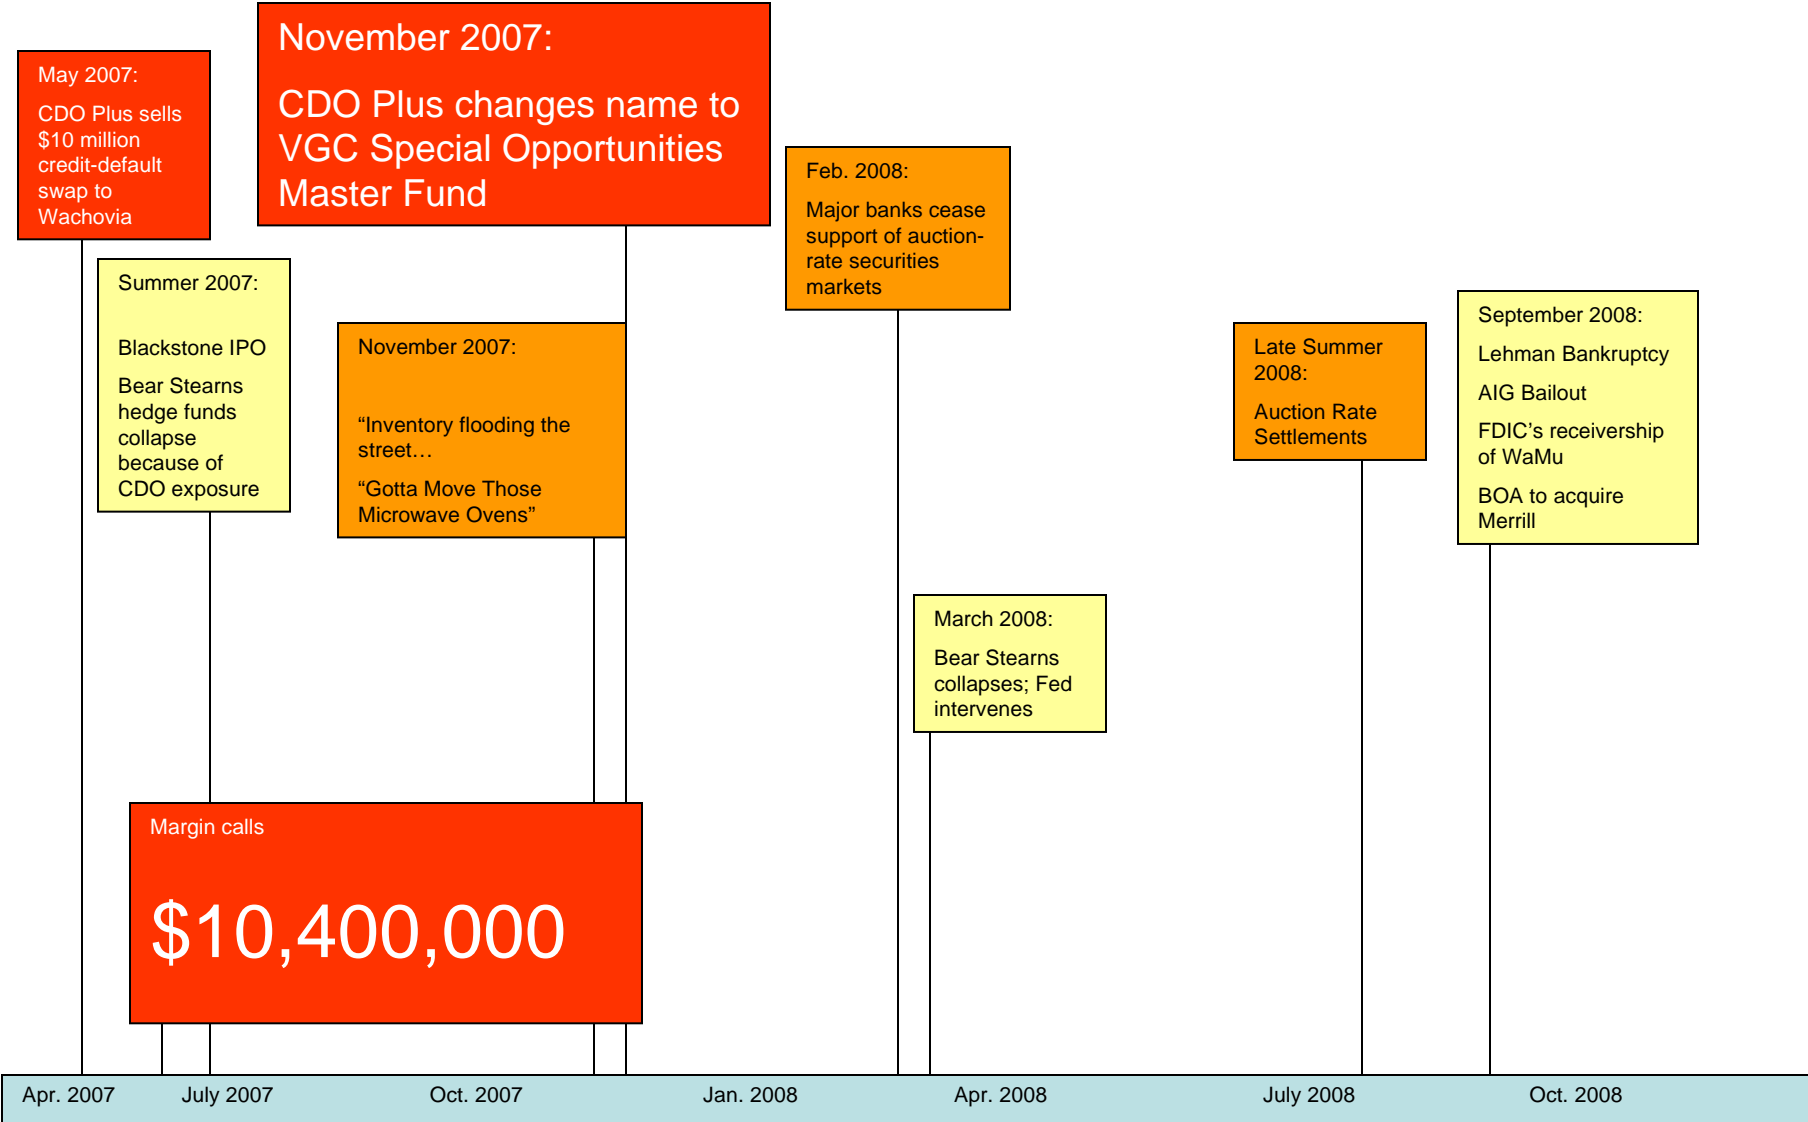 May 2007:
CDO Plus sells
$10 million
credit-default
swap to
Wachovia
November 2007:
CDO Plus changes name to
VGC Special Opportunities
Master Fund
Summer 2007:
Blackstone IPO
Bear Stearns
hedge funds
collapse
because of
CDO exposure
November 2007:
“Inventory flooding the
street…
“Gotta Move Those
Microwave Ovens”
Feb. 2008:
Major banks cease
support of auction-
rate securities
markets
March 2008:
Bear Stearns
collapses; Fed
intervenes
Late Summer
2008:
Auction Rate
Settlements
September 2008:
Lehman Bankruptcy
AIG Bailout
FDIC’s receivership
of WaMu
BOA to acquire
Merrill
Margin calls
$10,400,000
Apr. 2007 July 2007 Oct. 2007 Jan. 2008 Apr. 2008 July 2008 Oct. 2008